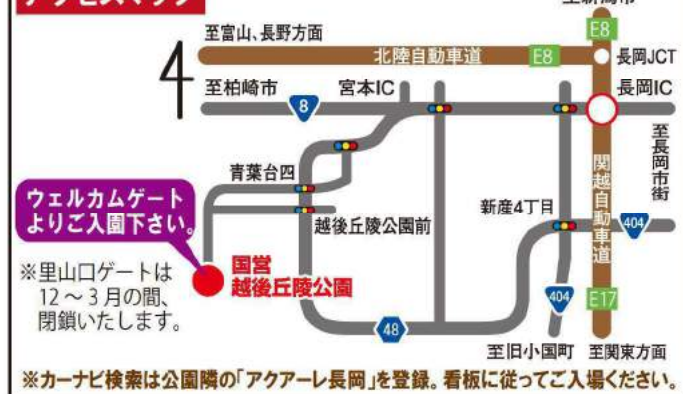 アクセスマップ
至新潟市
E8
至富山、長野方面
北陸自動車道
E8
長岡JCT
4
至柏崎市
宮本IC
長岡IC
8
至長岡市街
青葉台四
関越自動車道
ウェルカムゲート
よりご入園下さい。
越後丘陵公園前
新産4丁目
404
国営
越後丘陵公園
※里山口ゲートは
12～3月の間、
閉鎖いたします。
404
E17
48
至旧小国町
至関東方面
※カーナビ検索は公園隣の「アクアーレ長岡」を登録。看板に従ってご入場ください。